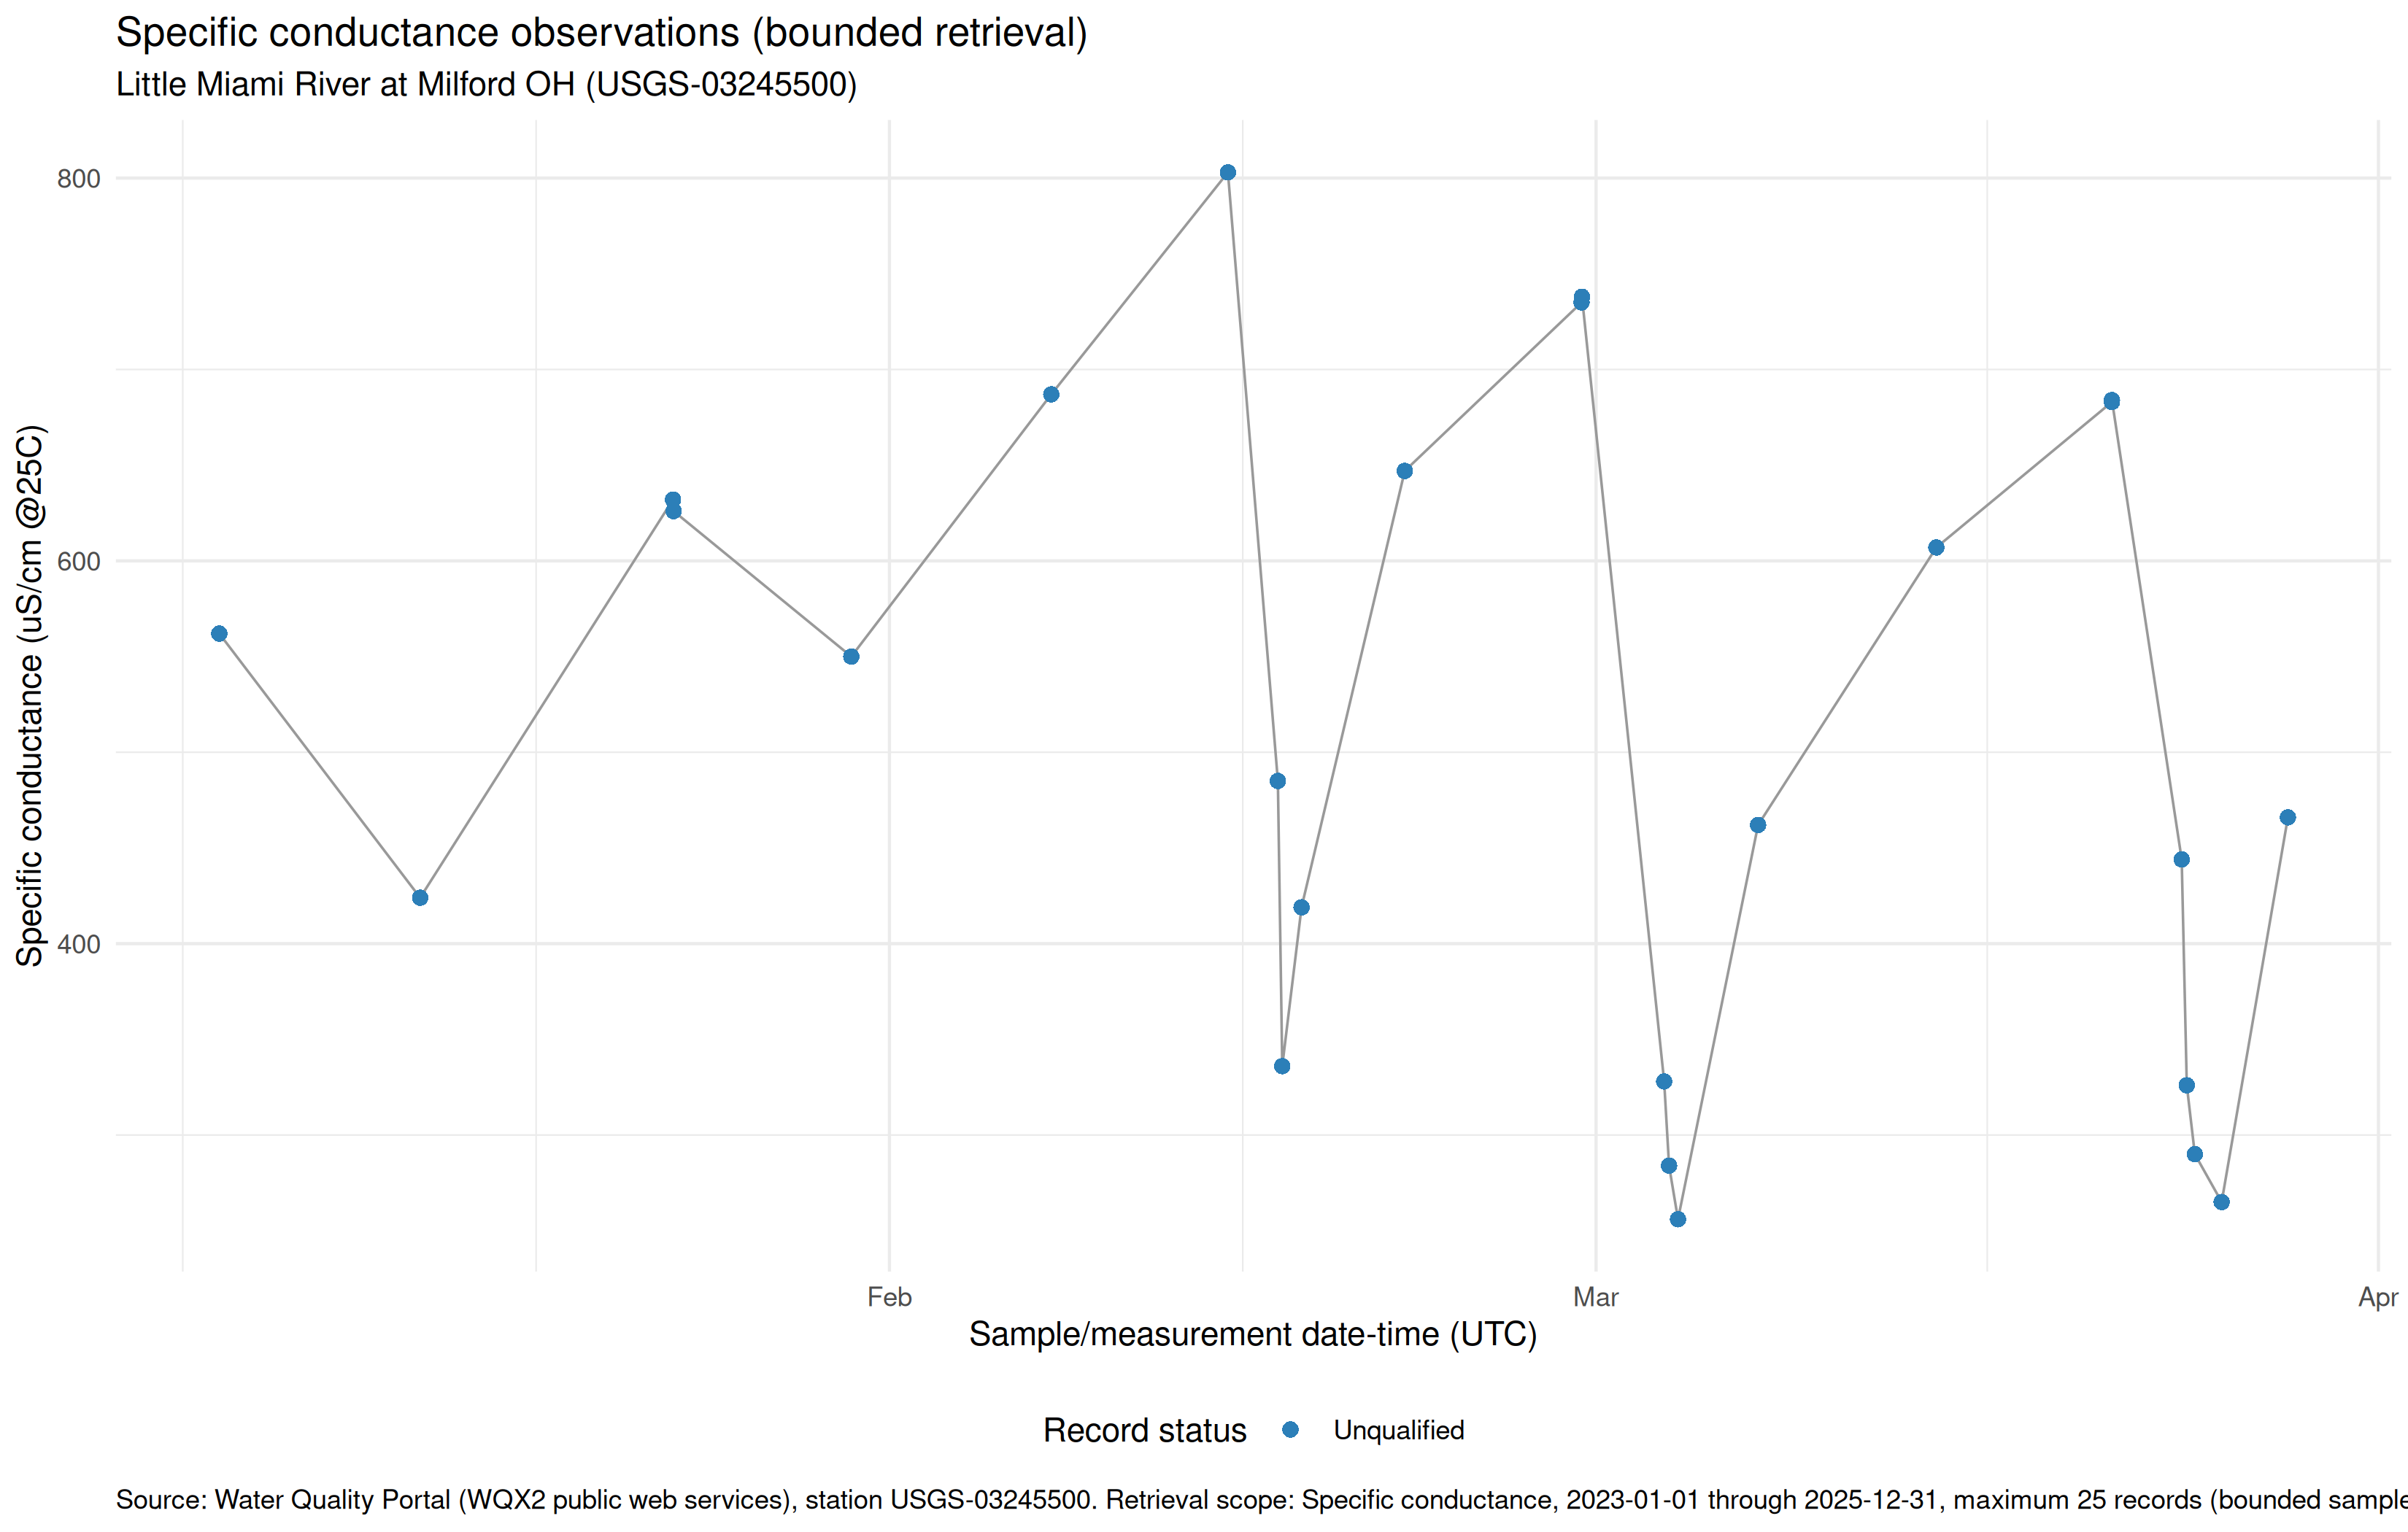 Specific conductance observations (bounded retrieval)
Little Miami River at Milford OH (USGS-03245500)
Specific conductance (uS/cm @25C)
800
600
400
Feb
Mar
Apr
Sample/measurement date-time (UTC)
Record status
Unqualified
Source: Water Quality Portal (WQX2 public web services), station USGS-03245500. Retrieval scope: Specific conductance, 2023-01-01 through 2025-12-31, maximum 25 records (bounded sample